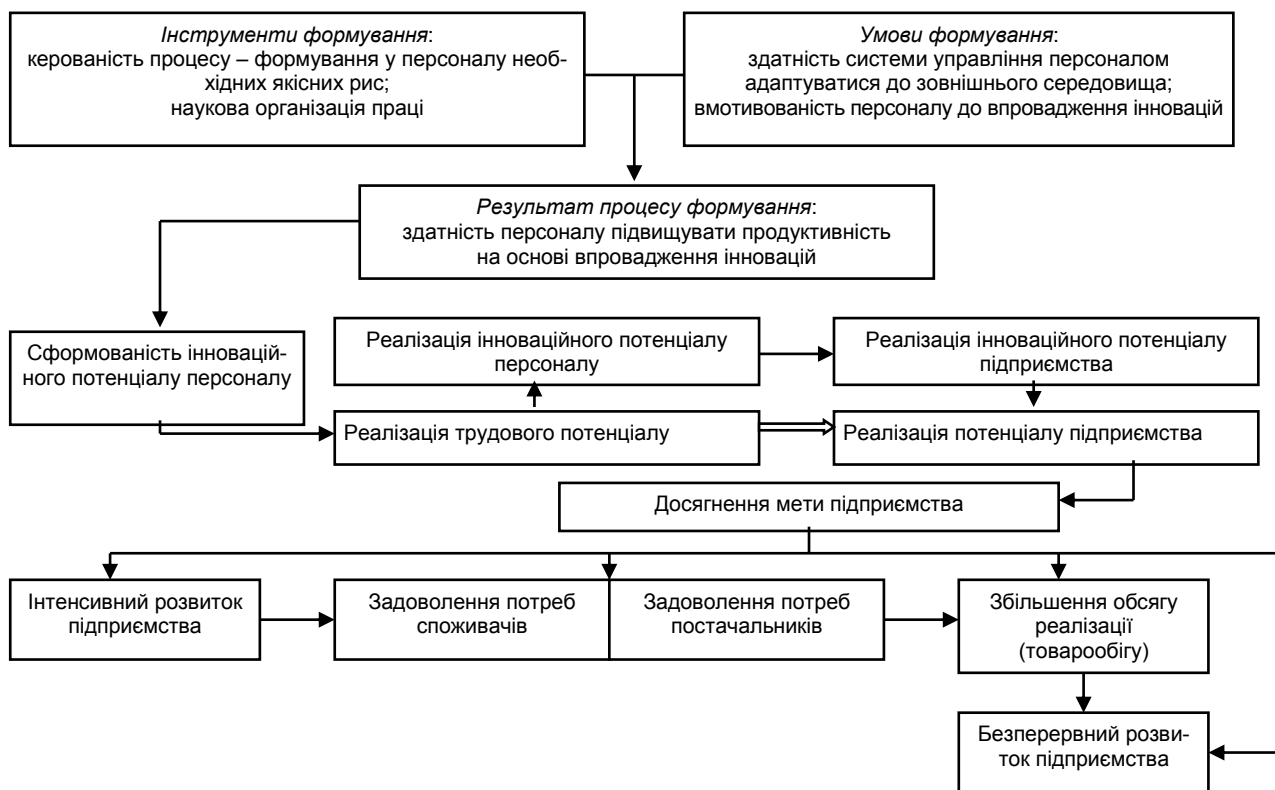 Інструменти формування:
керованість процесу – формування у персоналу необ-
хідних якісних рис;
наукова організація праці
Умови формування:
здатність системи управління персоналом
адаптуватися до зовнішнього середовища;
вмотивованість персоналу до впровадження інновацій
Результат процесу формування:
здатність персоналу підвищувати продуктивність
на основі впровадження інновацій
Сформованість інновацій-
ного потенціалу персоналу
Реалізація інноваційного потенціалу
персоналу
Реалізація інноваційного потенціалу
підприємства
Реалізація трудового потенціалу
Реалізація потенціалу підприємства
Досягнення мети підприємства
Інтенсивний розвиток
підприємства
Задоволення потреб
споживачів
Задоволення потреб
постачальників
Збільшення обсягу
реалізації
(товарообігу)
Безперервний розви-
ток підприємства